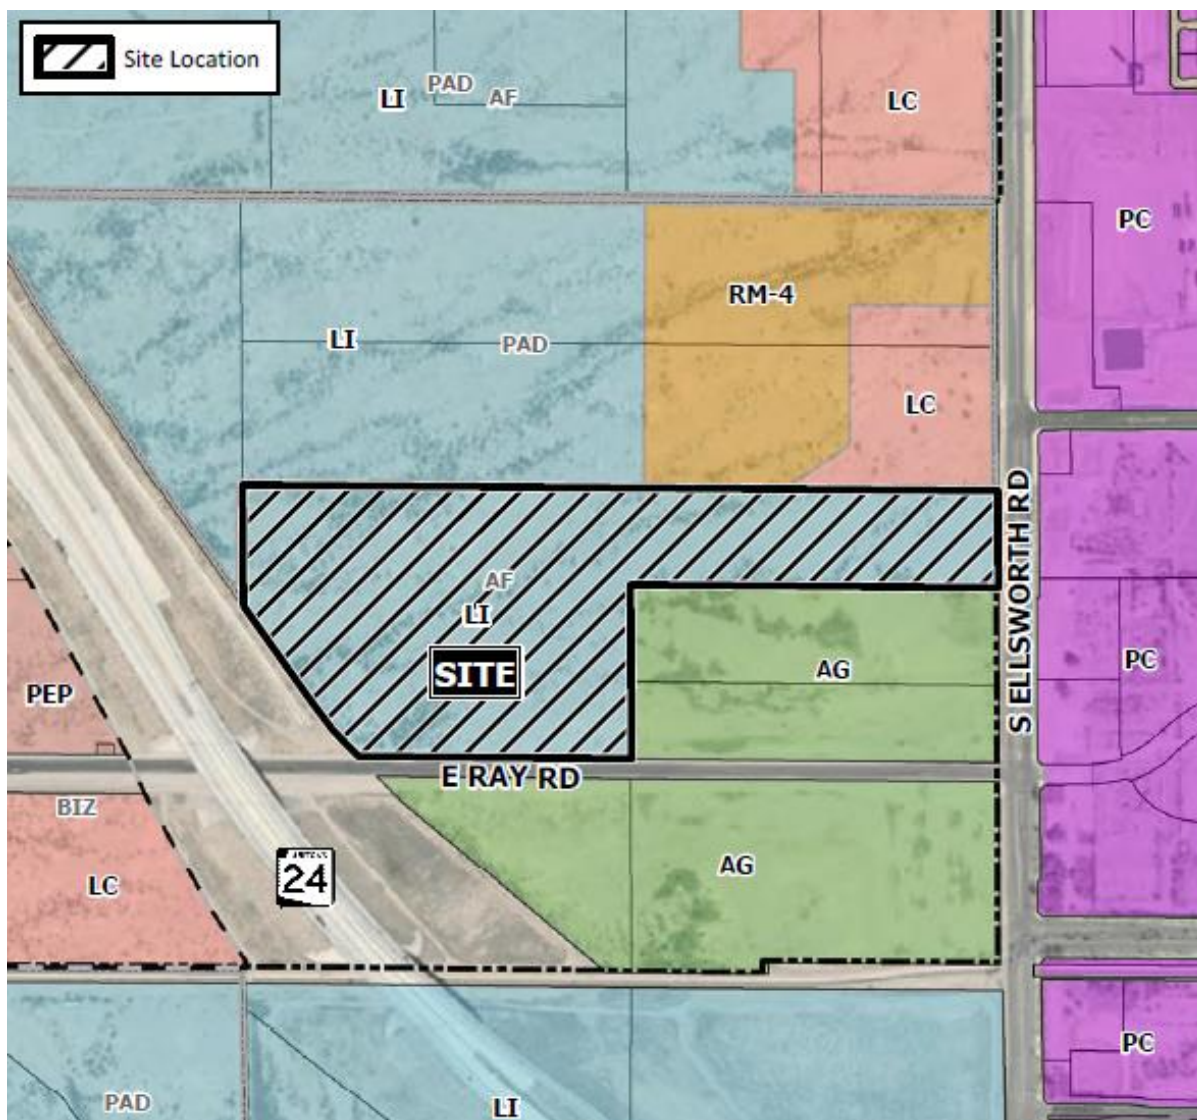 Site Location
PAD
LI
AF
LC
PC
RM-4
LI
PAD
LC
S ELLSWORTH RD
AF
LI
SITE
AG
PC
PEP
E RAY RD
BIZ
LC
24
AG
PC
PAD
LI